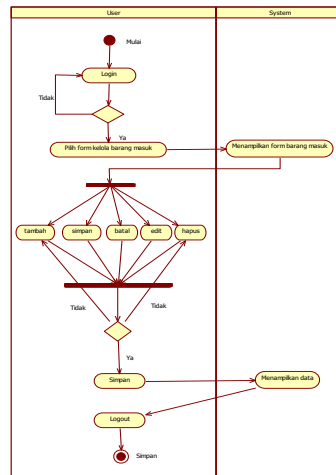 User
System
Mulai
Login
Tidak
Ya
Pilih form kelola barang masuk
Menampilkan form barang masuk
tambah
simpan
batal
edit
hapus
Tidak
Tidak
Ya
Simpan
Menampilkan data
Logout
Simpan